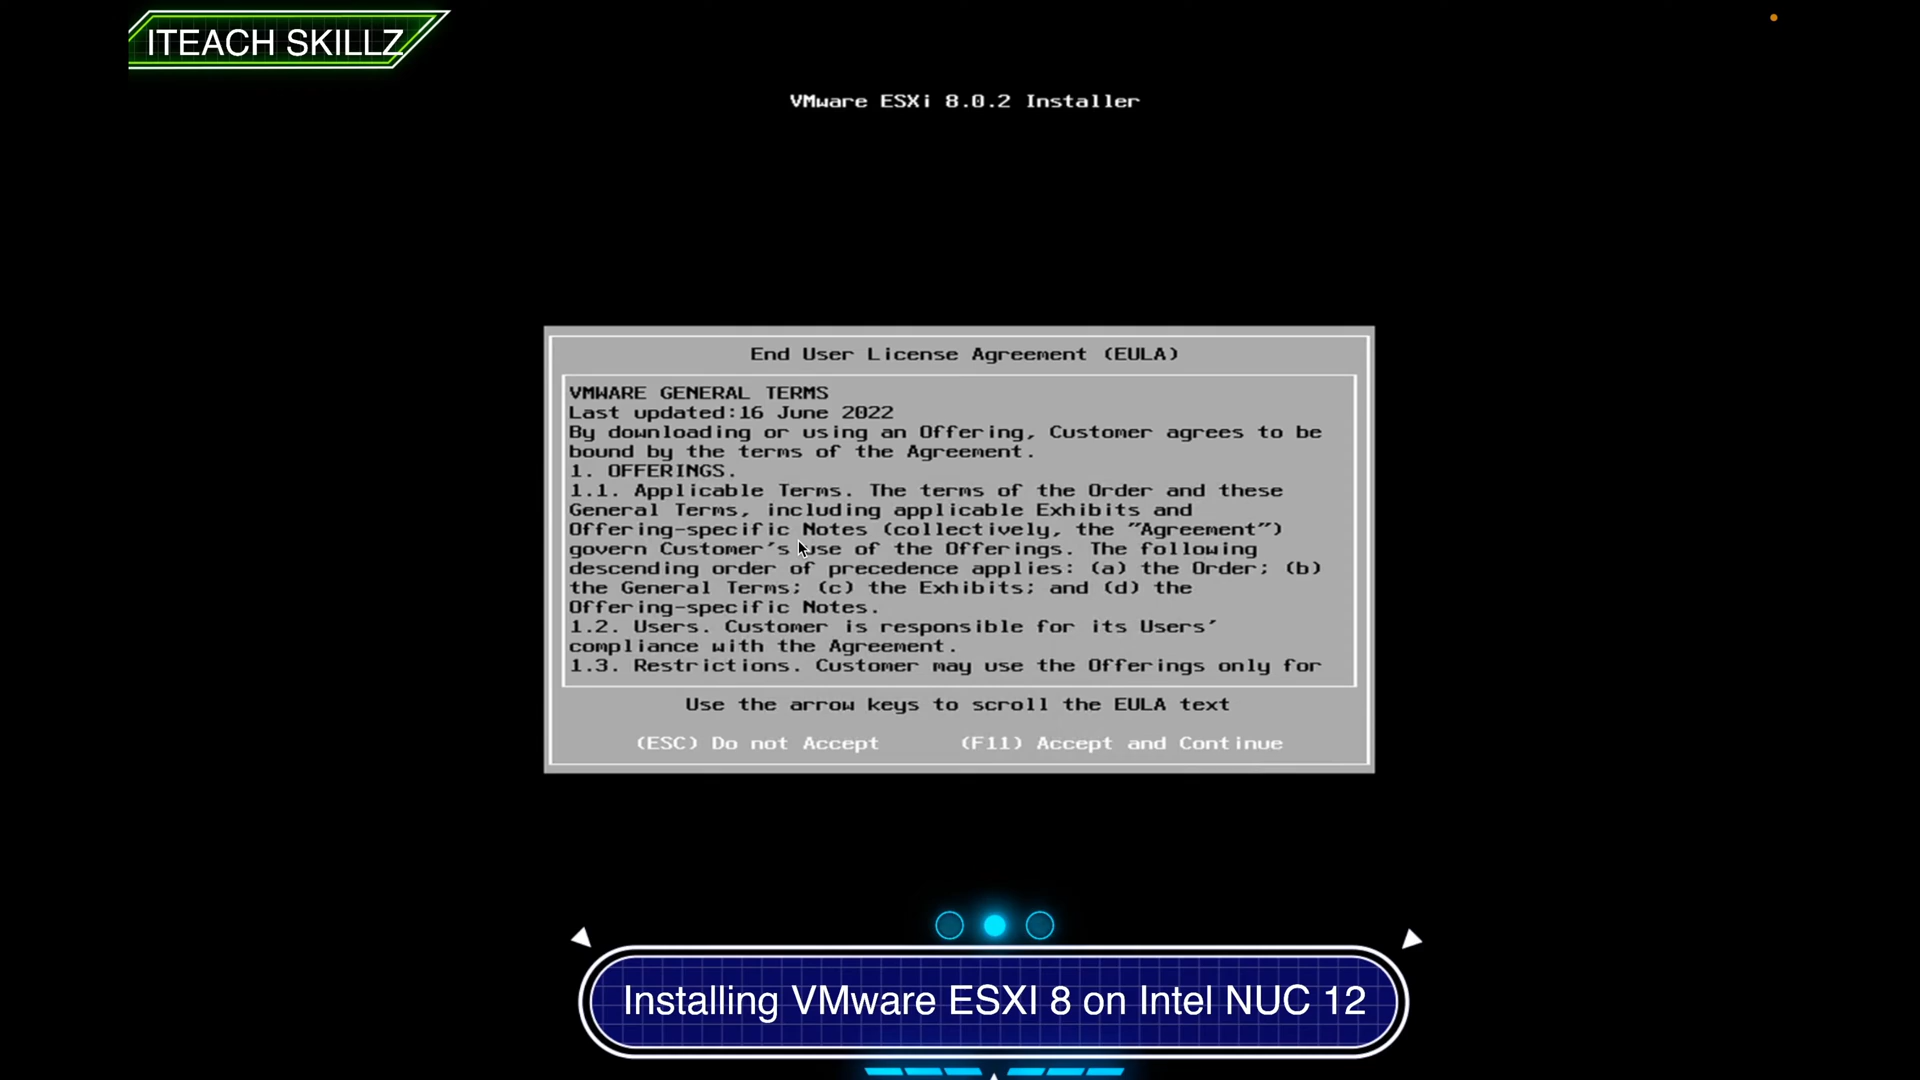 ITEACH SKILLZ
VMware ESXi 8.0.2 Installer
End User License Agreement (EULA)
VMWARE GENERAL TERMS
Last updated:16 June 2022
By downloading or using an Offering, Customer agrees to be
bound by the terms of the Agreement.
1. OFFERINGS.
1.1. Applicable Terms. The terms of the Order and these
General Terms, including applicable Exhibits and
Offering-specific Notes (collectively, the "Agreement")
govern Customer's use of the Offerings. The following
descending order of precedence applies: (a) the Order; (b)
the General Terms; (c) the Exhibits; and (d) the
Offering-specific Notes.
1.2. Users. Customer is responsible for its Users'
compliance with the Agreement.
1.3. Restrictions. Customer may use the Offerings only for
Use the arrow keys to scroll the EULA text
(ESC) Do not Accept (F11) Accept and Continue
Installing VMware ESXI 8 on Intel NUC 12